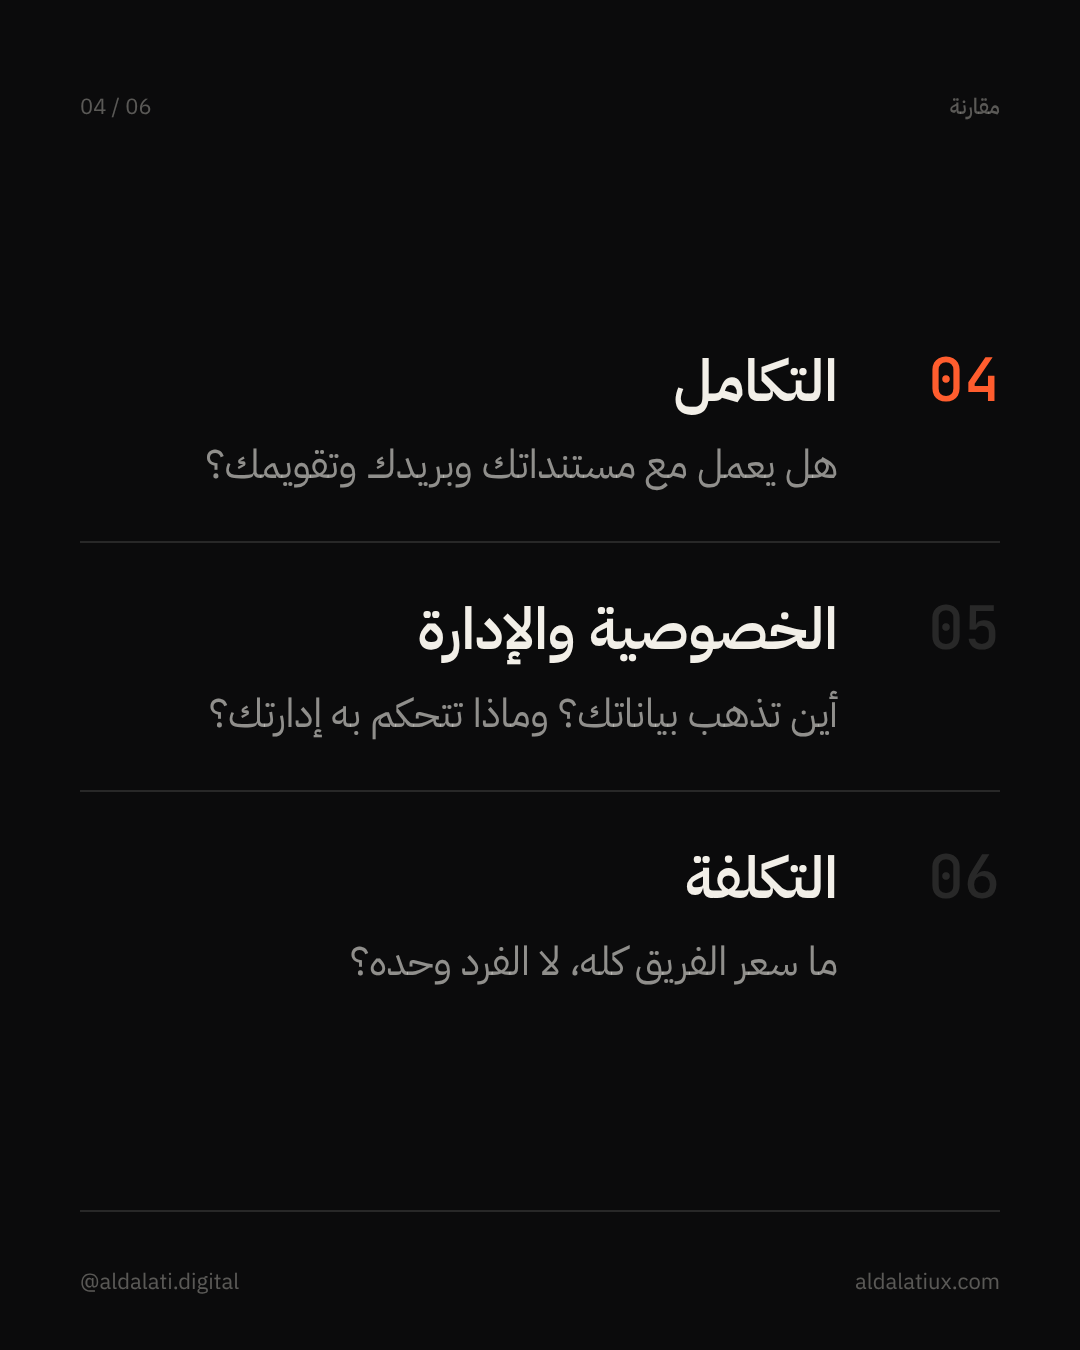 مقارنة
04 / 06
04
التكامل
هل يعمل مع مستنداتك وبريدك وتقويمك؟
05
الخصوصية والإدارة
أين تذهب بياناتك؟ وماذا تتحكم به إدارتك؟
06
التكلفة
ما سعر الفريق كله، لا الفرد وحده؟
aldalatiux.com
@aldalati.digital